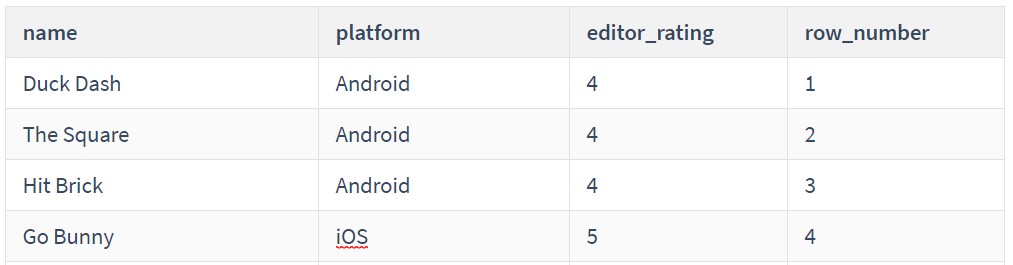 name platform editor_rating row_number
Duck Dash Android 4 1
The Square Android 4 2
Hit Brick Android 4 3
Go Bunny iOS 5 4